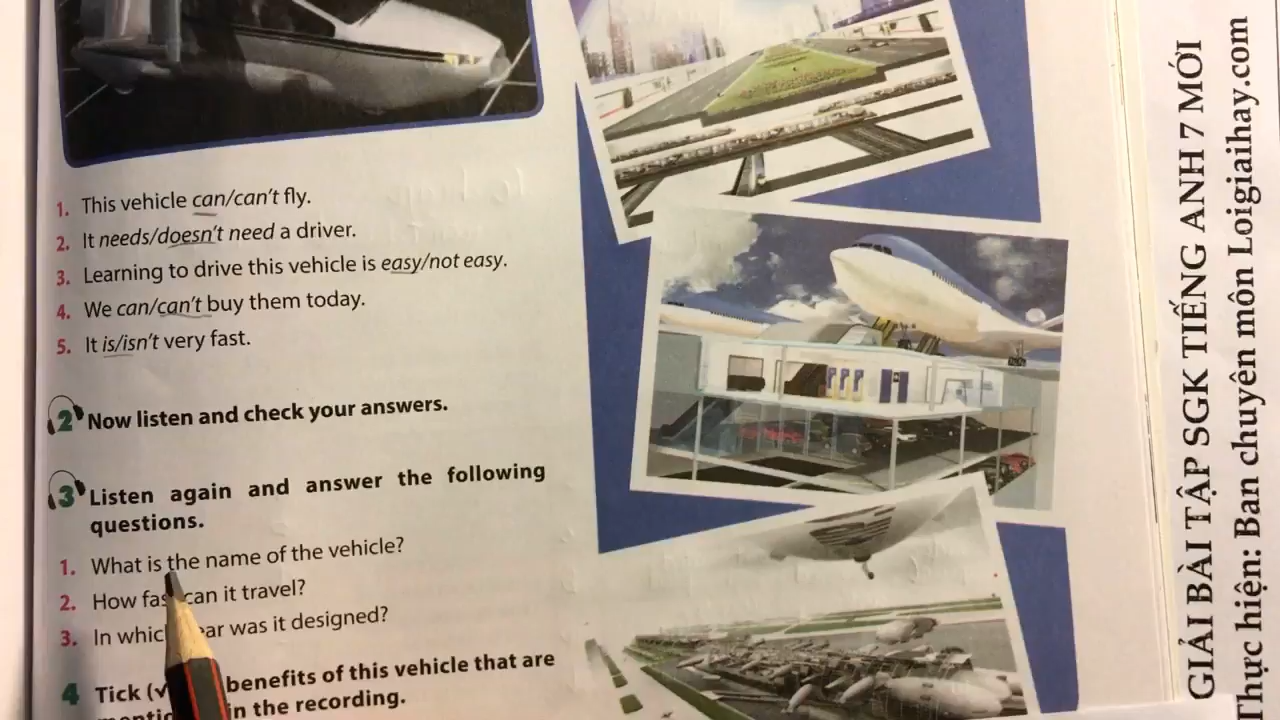 1. This vehicle can/can't fly.
2. It needs/doesn't need a driver.
3. Learning to drive this vehicle is easy/not easy.
4. We can/can't buy them today.
5. It is/isn't very fast.
2 Now listen and check your answers.
3 Listen again and answer the following
questions.
1. What is the name of the vehicle?
2. How can it travel?
3. In was it designed?
4 Tick benefits of this vehicle that are
in the recording.
GIẢI BÀI TẬP SGK TIẾNG ANH 7 MỚI
Thực hiện: Ban chuyên môn Loigiaihay.com